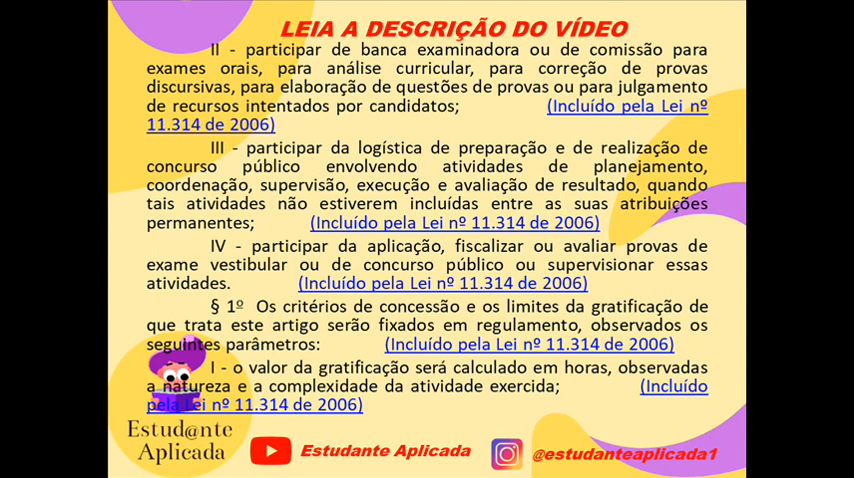 LEIA A DESCRIÇÃO DO VÍDEO
II - participar de banca examinadora ou de comissão para
exames orais, para análise curricular, para correção de provas
discursivas, para elaboração de questões de provas ou para julgamento
de recursos intentados por candidatos; (Incluído pela Lei nº
11.314 de 2006)
III - participar da logística de preparação e de realização de
concurso público envolvendo atividades de planejamento,
coordenação, supervisão, execução e avaliação de resultado, quando
tais atividades não estiverem incluídas entre as suas atribuições
permanentes; (Incluído pela Lei nº 11.314 de 2006)
IV - participar da aplicação, fiscalizar ou avaliar provas de
exame vestibular ou de concurso público ou supervisionar essas
atividades. (Incluído pela Lei nº 11.314 de 2006)
§ 1º Os critérios de concessão e os limites da gratificação de
que trata este artigo serão fixados em regulamento, observados os
seguintes parâmetros: (Incluído pela Lei nº 11.314 de 2006)
I - o valor da gratificação será calculado em horas, observadas
a natureza e a complexidade da atividade exercida; (Incluído
pela Lei nº 11.314 de 2006)
Estud@nte
Aplicada
Estudante Aplicada
@estudanteaplicada1